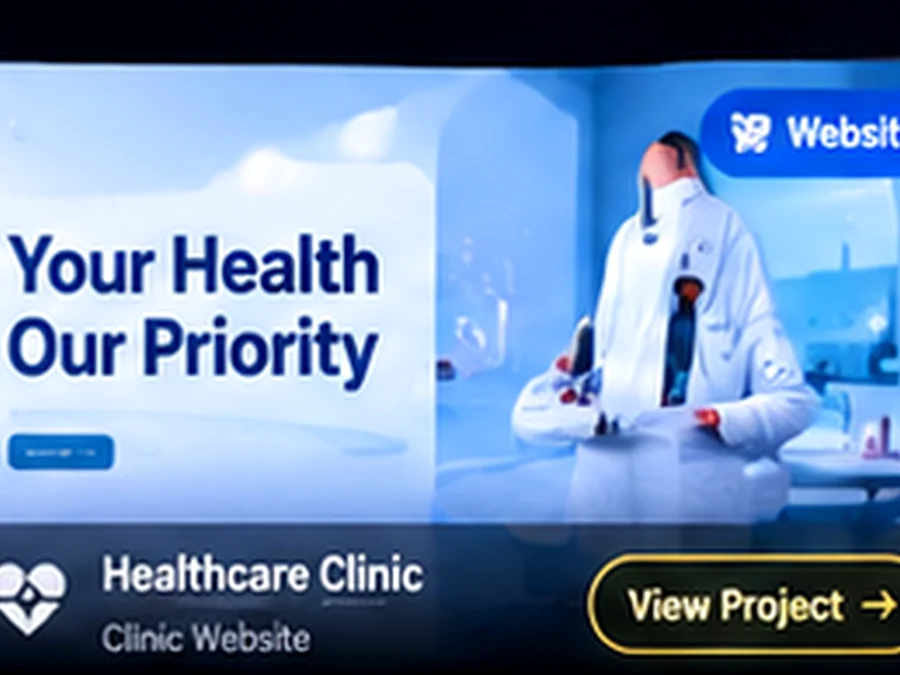 Websit
Your Health
Our Priority
Healthcare Clinic
Clinic Website
View Project →